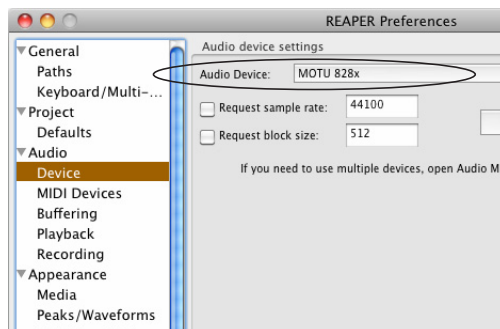 REAPER Preferences
General
Paths
Keyboard/Multi-...
Project
Defaults
Audio
Device
MIDI Devices
Buffering
Playback
Recording
Appearance
Media
Peaks/Waveforms
Audio device settings
Audio Device: MOTU 828x
Request sample rate: 44100
Request block size: 512
If you need to use multiple devices, open Audio M